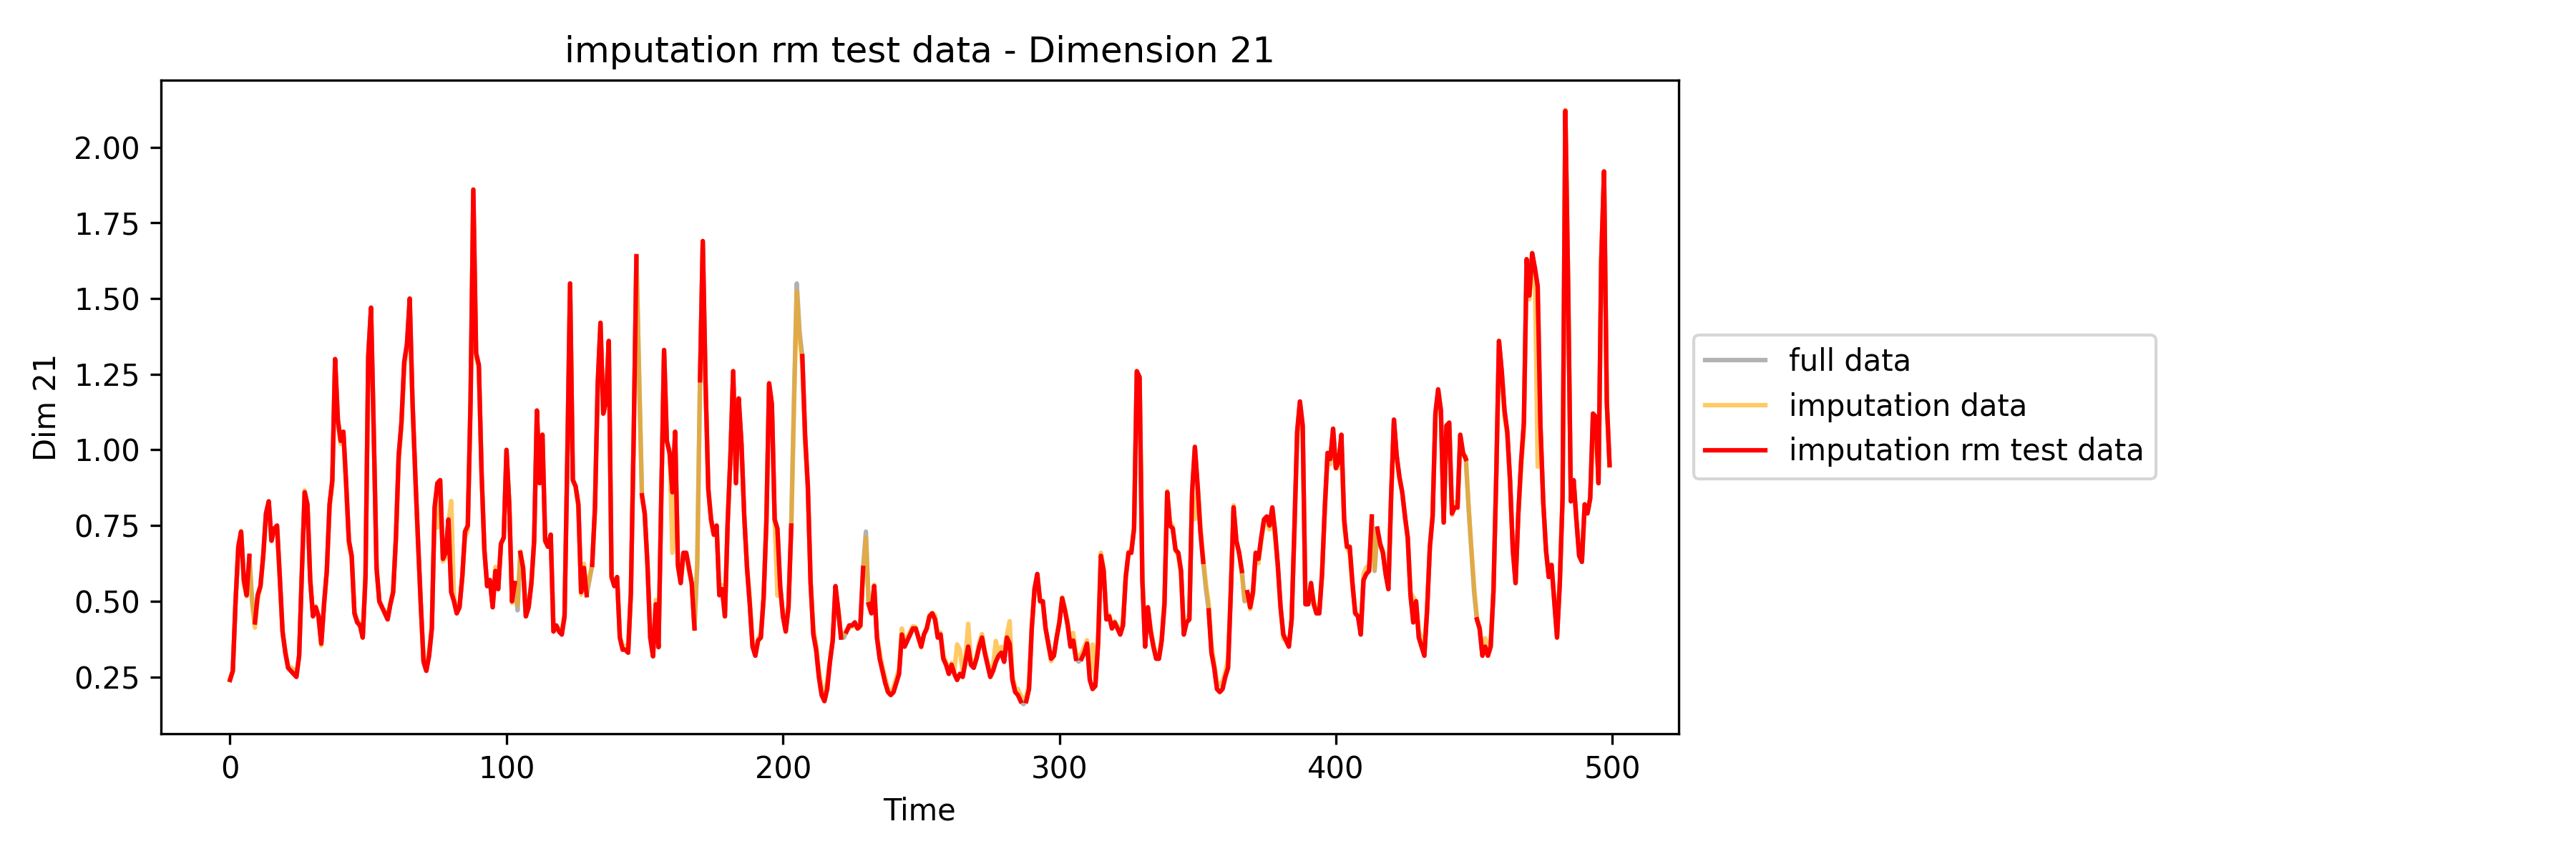 imputation rm test data - Dimension 21
Dim 21
2.00
1.75
1.50
1.25
1.00
0.75
0.50
0.25
0 100 200 300 400 500
Time
full data
imputation data
imputation rm test data